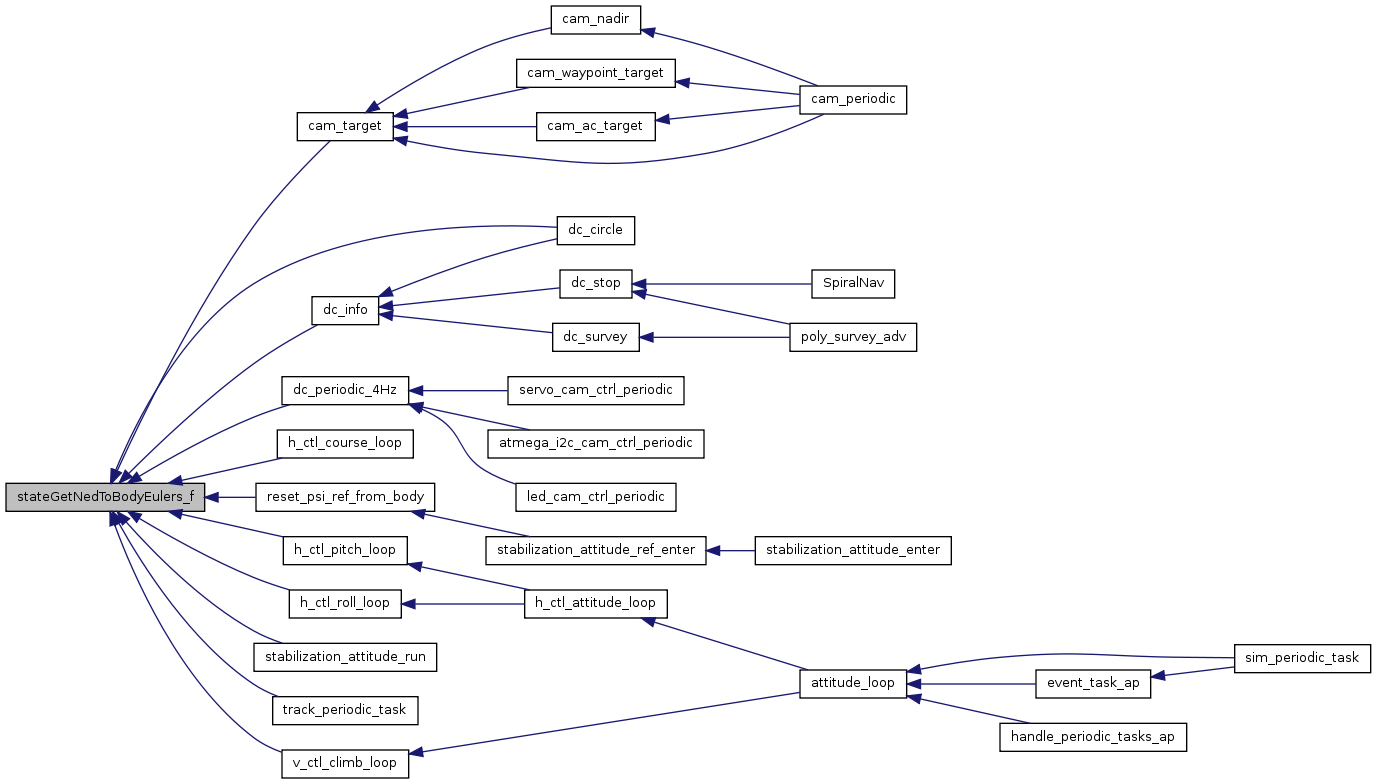 cam_nadir
cam_waypoint_target
cam_periodic
cam_target
cam_ac_target
dc_circle
dc_stop
SpiralNav
dc_info
dc_survey
poly_survey_adv
dc_periodic_4Hz
servo_cam_ctrl_periodic
h_ctl_course_loop
atmega_i2c_cam_ctrl_periodic
stateGetNedToBodyEulers_f
reset_psi_ref_from_body
led_cam_ctrl_periodic
h_ctl_pitch_loop
stabilization_attitude_ref_enter
stabilization_attitude_enter
h_ctl_roll_loop
h_ctl_attitude_loop
stabilization_attitude_run
sim_periodic_task
attitude_loop
event_task_ap
track_periodic_task
handle_periodic_tasks_ap
v_ctl_climb_loop